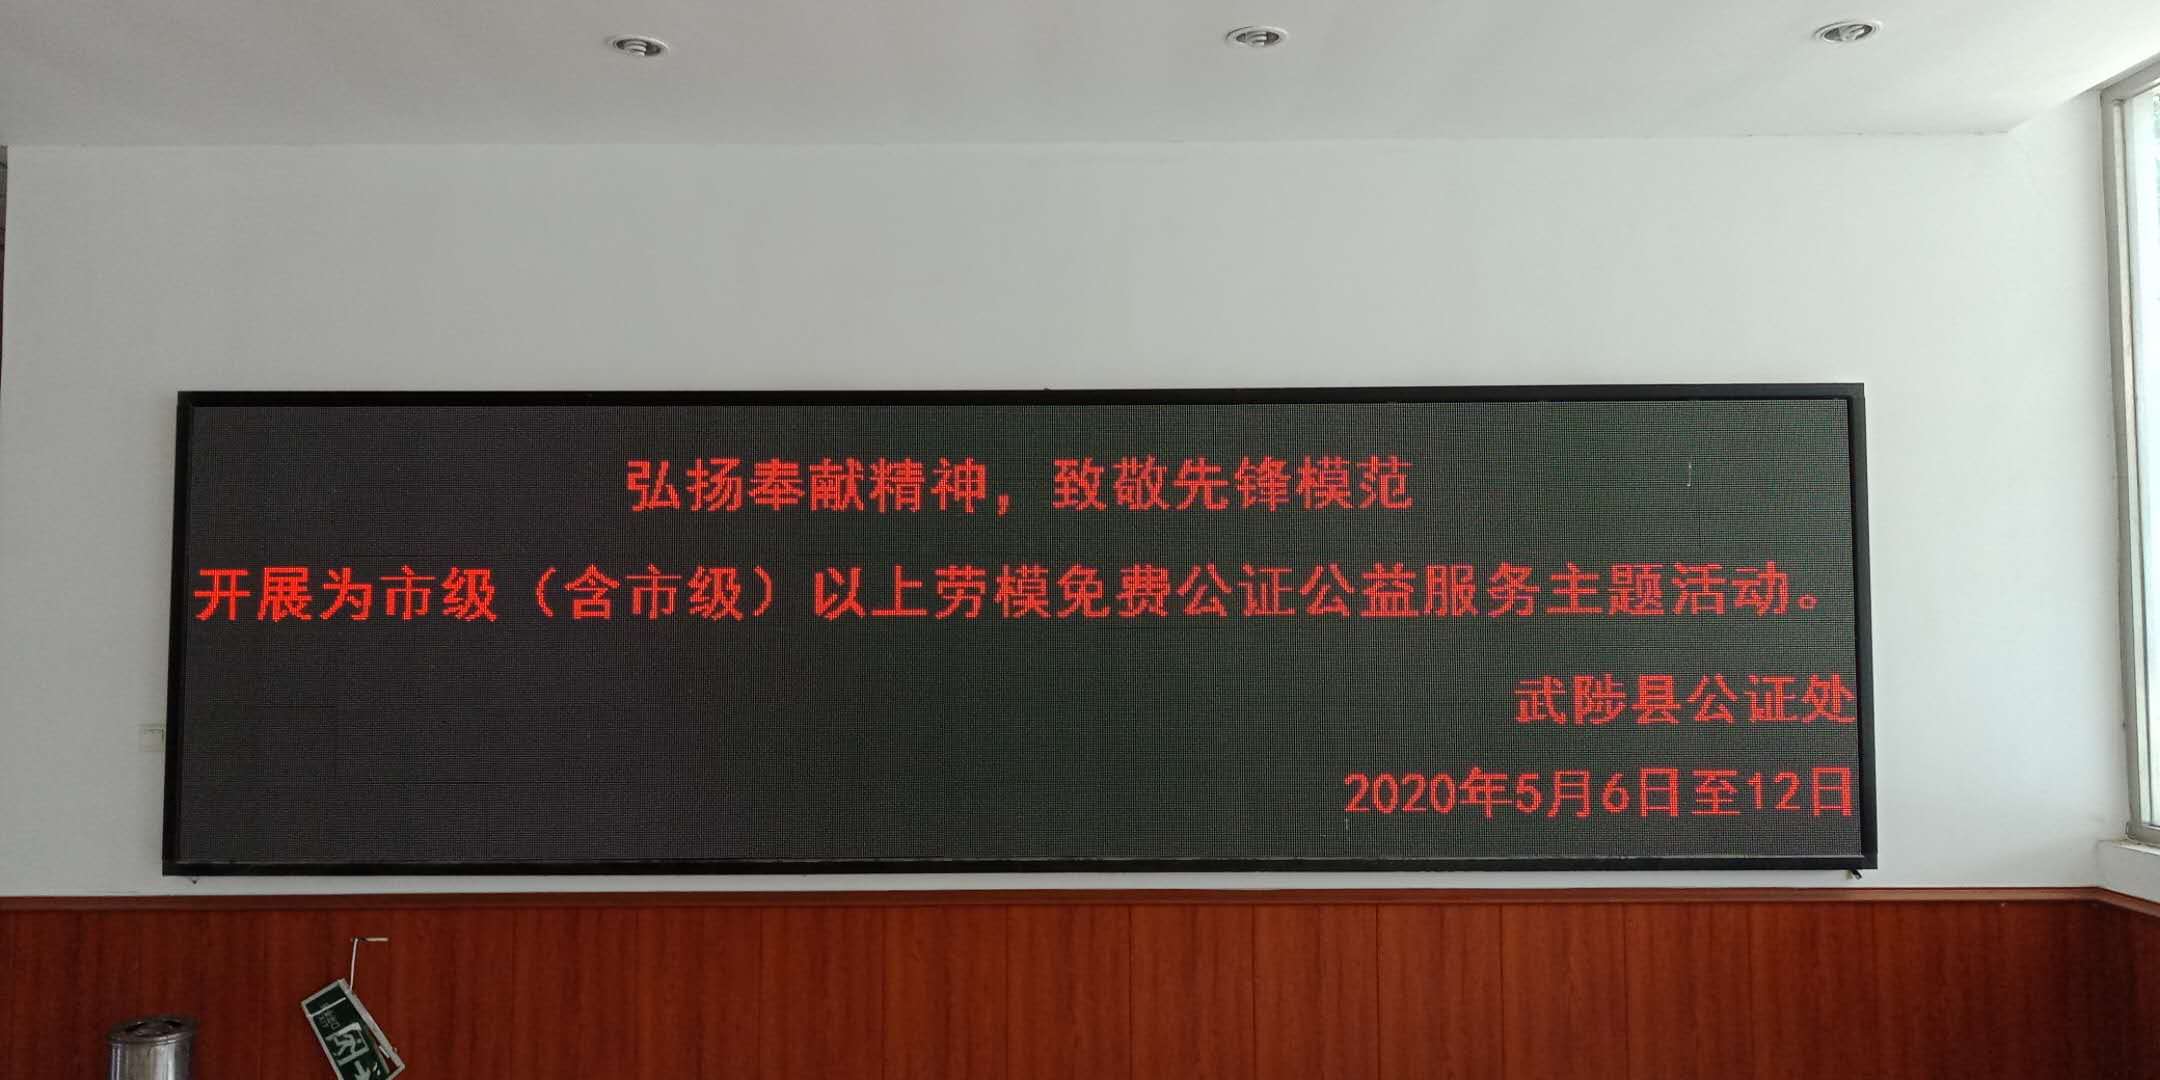 弘扬奉献精神，致敬先锋模范
开展为市级（含市级）以上劳模免费公证公益服务主题活动。
武陟县公证处
2020年5月6日至12日